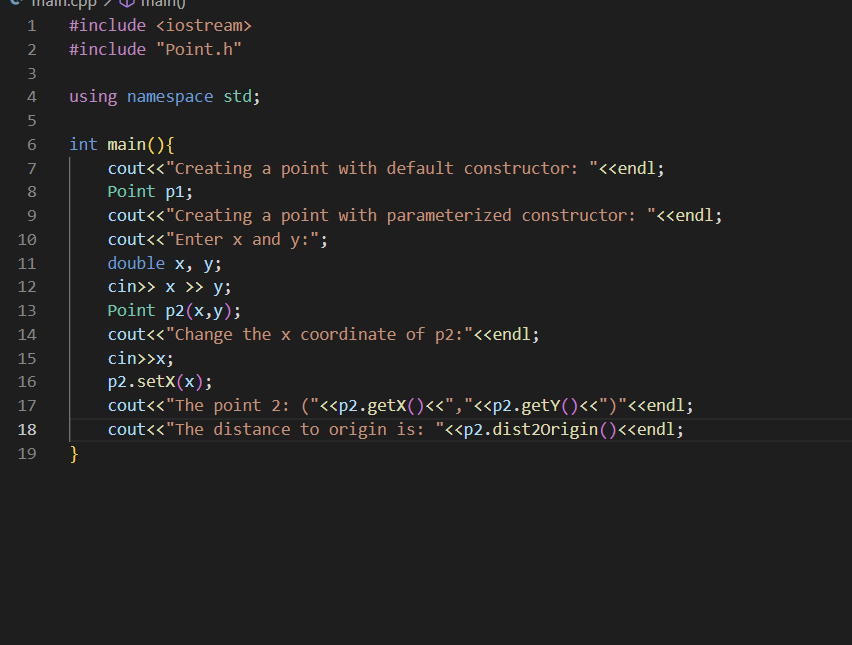 main.cpp > main()
1 #include <iostream>
2 #include "Point.h"
3
4 using namespace std;
5
6 int main(){
7 cout<<"Creating a point with default constructor: "<<endl;
8 Point p1;
9 cout<<"Creating a point with parameterized constructor: "<<endl;
10 cout<<"Enter x and y:";
11 double x, y;
12 cin>> x >> y;
13 Point p2(x,y);
14 cout<<"Change the x coordinate of p2:"<<endl;
15 cin>>x;
16 p2.setX(x);
17 cout<<"The point 2: ("<<p2.getX()<<","<<p2.getY()<<")"<<endl;
18 cout<<"The distance to origin is: "<<p2.dist2Origin()<<endl;
19 }